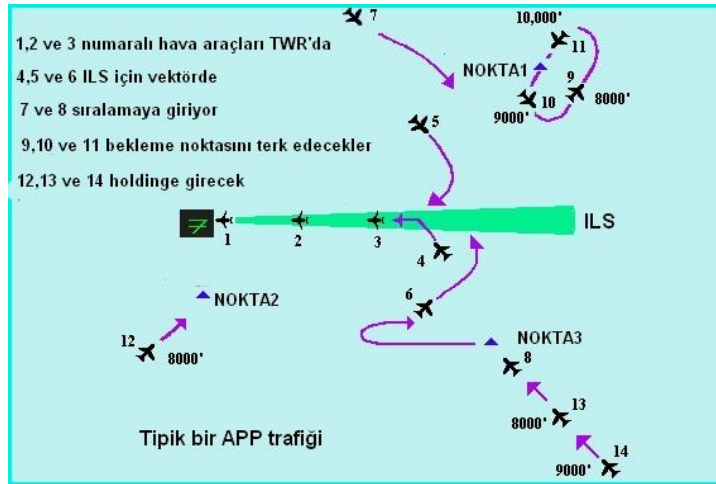 1,2 ve 3 numaralı hava araçları TWR'da
4,5 ve 6 ILS için vektörde
7 ve 8 sıralamaya giriyor
9,10 ve 11 bekleme noktasını terk edecekler
12,13 ve 14 holdinge girecek
7
10,000'
11
NOKTA1
9
10
8000'
9000'
5
ILS
1
2
3
4
6
NOKTA2
12
8000'
NOKTA3
8
13
8000'
14
9000'
Tipik bir APP trafiği